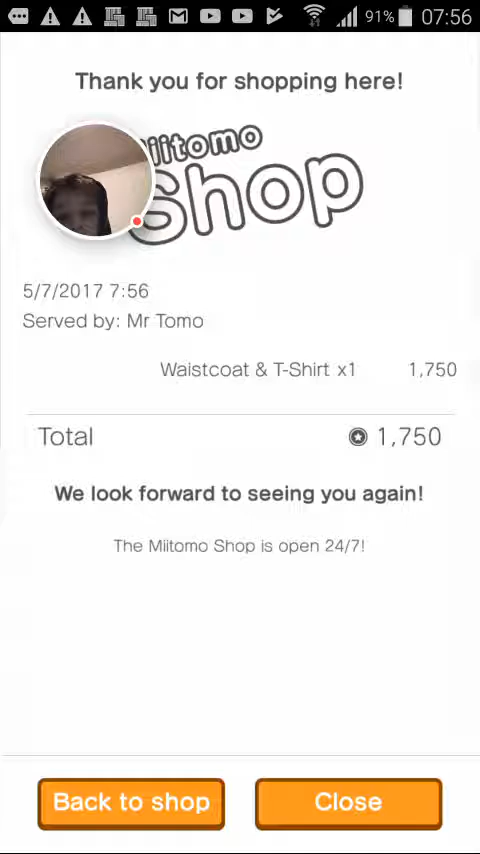 91% 07:56
Thank you for shopping here!
Miitomo
Shop
5/7/2017 7:56
Served by: Mr Tomo
Waistcoat & T-Shirt x1 1,750
Total 1,750
We look forward to seeing you again!
The Miitomo Shop is open 24/7!
Back to shop Close